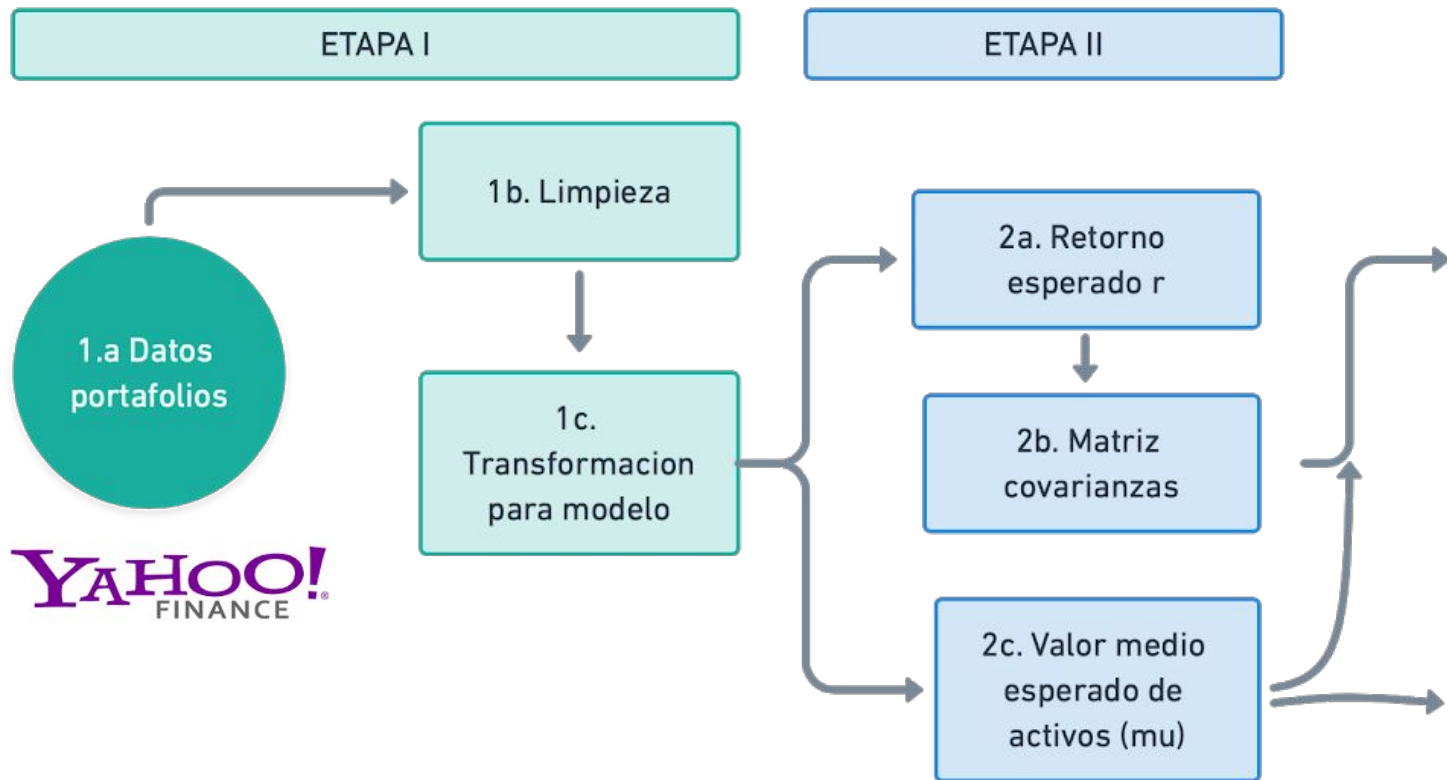 ETAPA I
ETAPA II
1b. Limpieza
1.a Datos
portafolios
1c.
Transformacion
para modelo
YAHOO!
FINANCE
2a. Retorno
esperado r
2b. Matriz
covarianzas
2c. Valor medio
esperado de
activos (mu)